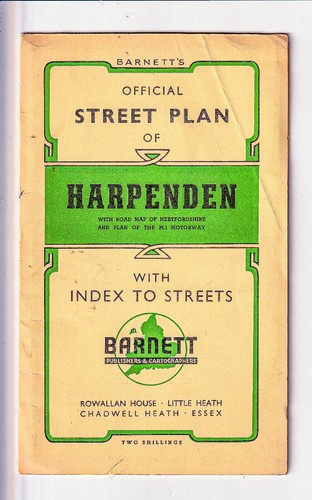 BARNETT'S
OFFICIAL
STREET PLAN
OF
HARPENDEN
WITH ROAD MAP OF HERTFORDSHIRE
AND PLAN OF THE M1 MOTORWAY
WITH
INDEX TO STREETS
BARNETT
PUBLISHERS & CARTOGRAPHERS
ROWALLAN HOUSE · LITTLE HEATH
CHADWELL HEATH · ESSEX
TWO SHILLINGS